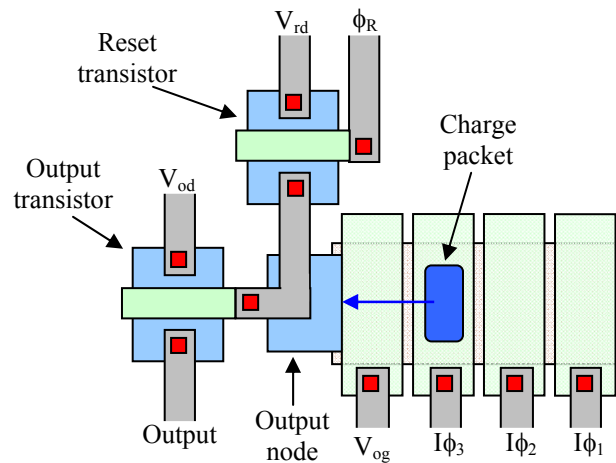 V_rd
ϕ_R
Reset
transistor
Charge
packet
Output
transistor
V_od
Output
Output
node
V_og
Iϕ_3
Iϕ_2
Iϕ_1